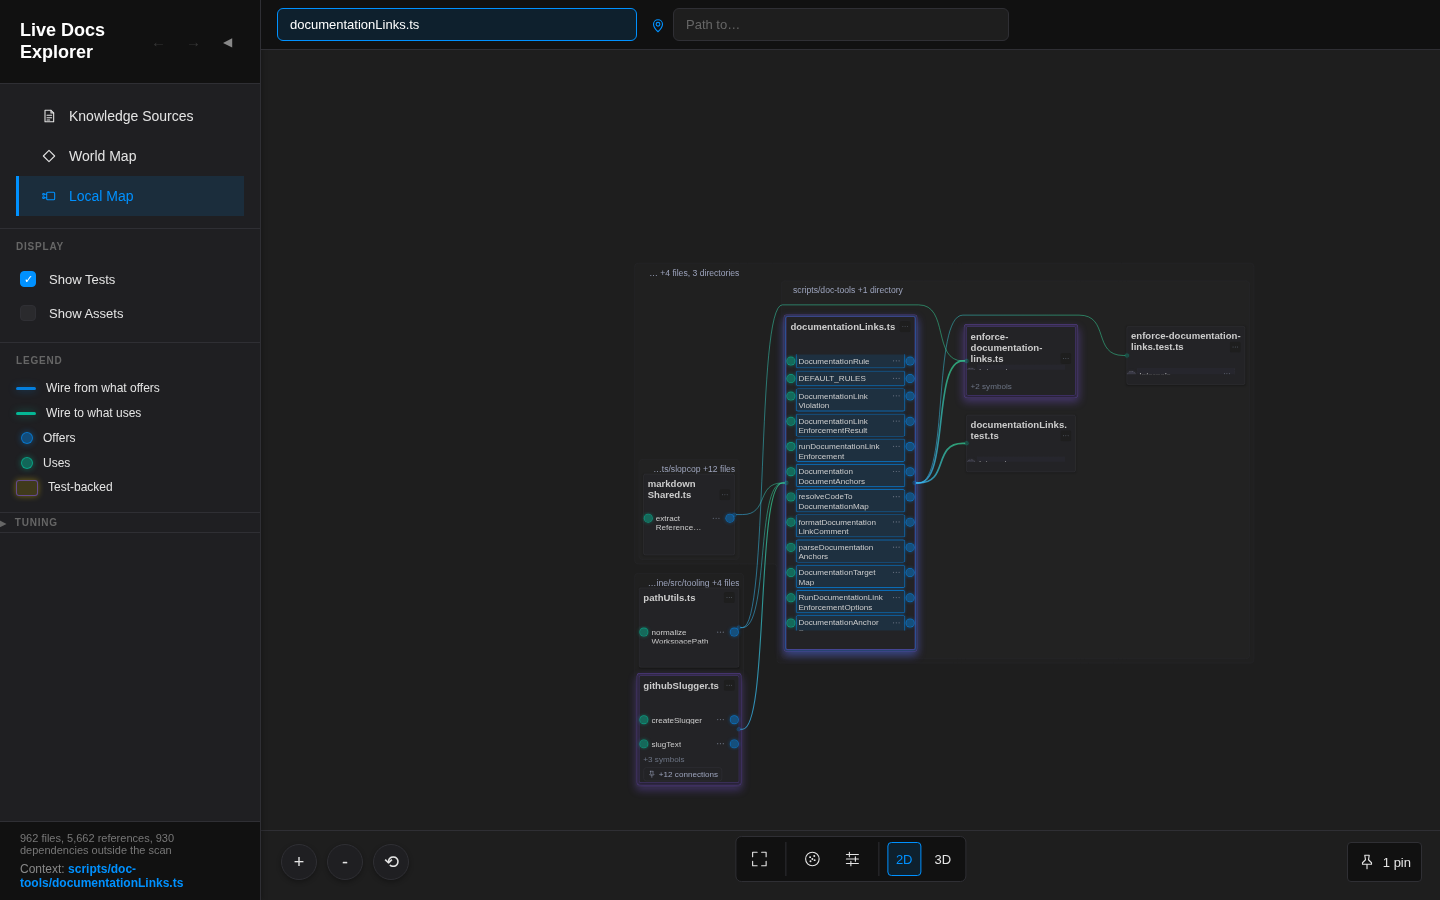 Live Docs
Explorer
← → ◀
documentationLinks.ts
Path to…
Knowledge Sources
World Map
Local Map
DISPLAY
Show Tests
Show Assets
LEGEND
Wire from what offers
Wire to what uses
Offers
Uses
Test-backed
TUNING
962 files, 5,662 references, 930
dependencies outside the scan
Context: scripts/doc-
tools/documentationLinks.ts
… +4 files, 3 directories
scripts/doc-tools +1 directory
documentationLinks.ts
DocumentationRule
DEFAULT_RULES
DocumentationLink
Violation
DocumentationLink
EnforcementResult
runDocumentationLink
Enforcement
Documentation
DocumentAnchors
resolveCodeTo
DocumentationMap
formatDocumentation
LinkComment
parseDocumentation
Anchors
DocumentationTarget
Map
RunDocumentationLink
EnforcementOptions
DocumentationAnchor
enforce-
documentation-
links.ts
+2 symbols
enforce-documentation-
links.test.ts
documentationLinks.
test.ts
…ts/slopcop +12 files
markdown
Shared.ts
extract
Reference…
…ine/src/tooling +4 files
pathUtils.ts
normalize
WorkspacePath
githubSlugger.ts
createSlugger
slugText
+3 symbols
+12 connections
+ - ⟲
2D 3D
1 pin